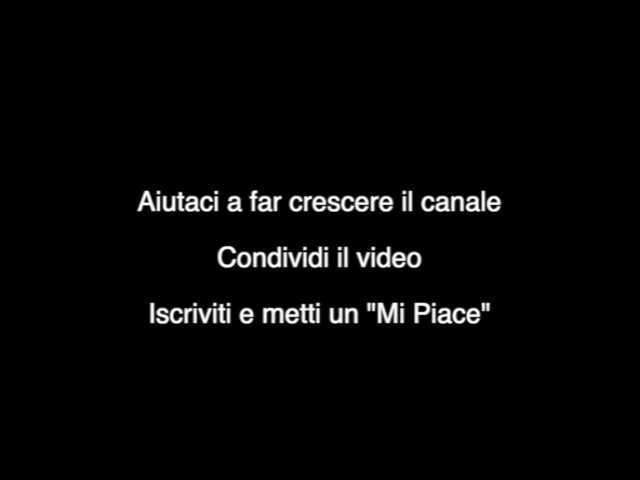 Aiutaci a far crescere il canale
Condividi il video
Iscriviti e metti un "Mi Piace"